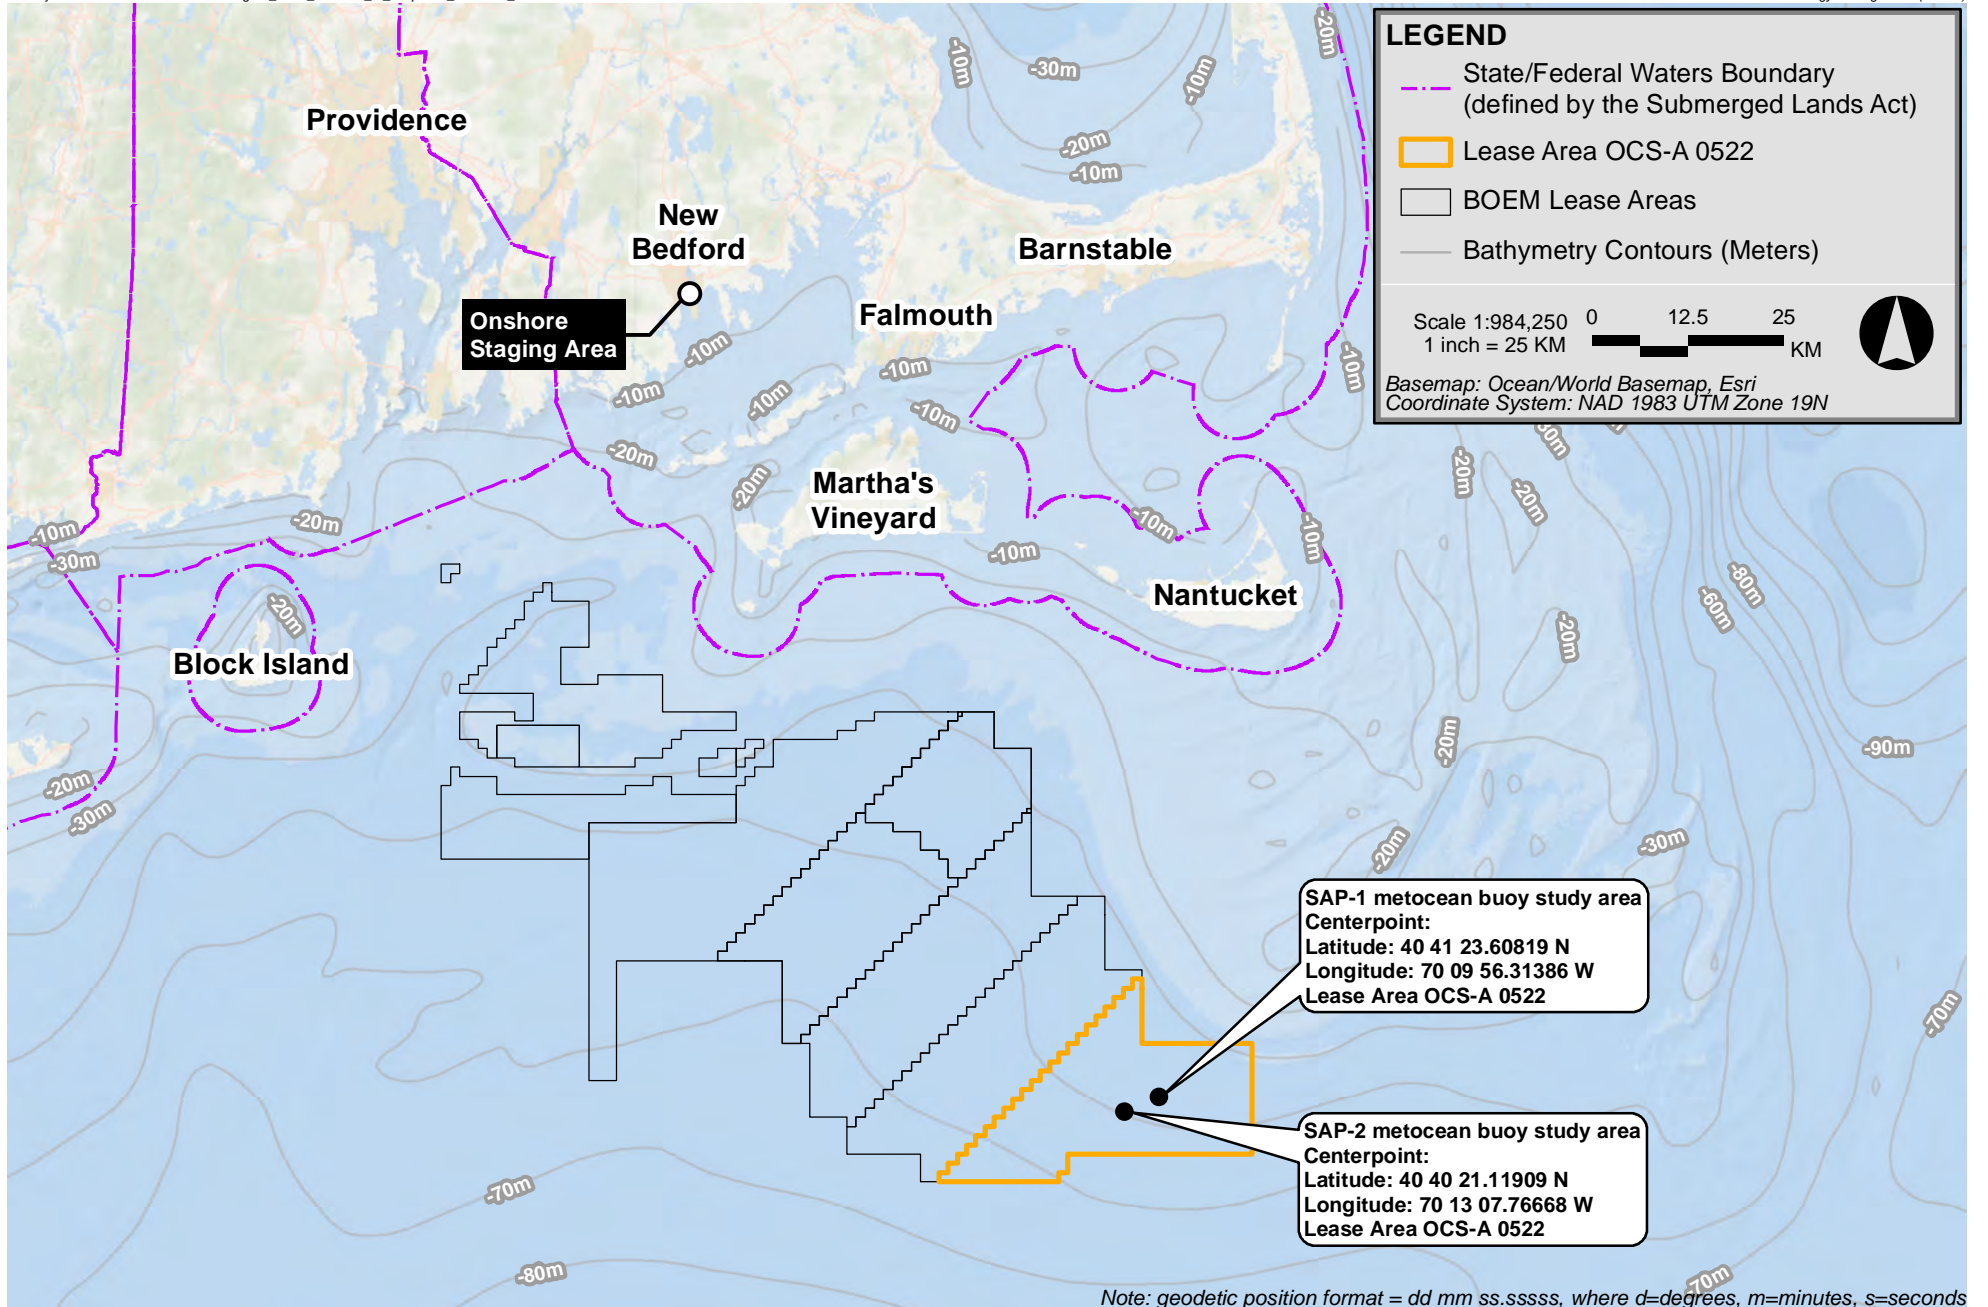 LEGEND
State/Federal Waters Boundary
(defined by the Submerged Lands Act)
Lease Area OCS-A 0522
BOEM Lease Areas
Bathymetry Contours (Meters)
Scale 1:984,250
1 inch = 25 KM
0 12.5 25
KM
Basemap: Ocean/World Basemap, Esri
Coordinate System: NAD 1983 UTM Zone 19N
-20m
-10m
-30m
-10m
-20m
-10m
Providence
New
Bedford
Barnstable
Onshore
Staging Area
Falmouth
-10m
-10m
-10m
-10m
-10m
-10m
-20m
-20m
Martha's
Vineyard
-20m
-10m
-30m
-10m
-10m
-10m
30m
-20m
-20m
-80m
-60m
-20m
Nantucket
-20m
Block Island
-20m
-30m
-20m
-90m
-20m
-30m
SAP-1 metocean buoy study area
Centerpoint:
Latitude: 40 41 23.60819 N
Longitude: 70 09 56.31386 W
Lease Area OCS-A 0522
-70m
SAP-2 metocean buoy study area
Centerpoint:
Latitude: 40 40 21.11909 N
Longitude: 70 13 07.76668 W
Lease Area OCS-A 0522
-70m
-80m
-70m
Note: geodetic position format = dd mm ss.sssss, where d=degrees, m=minutes, s=seconds